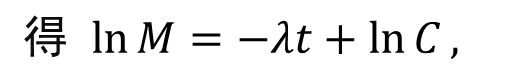 得 ln M = −λt + ln C ,